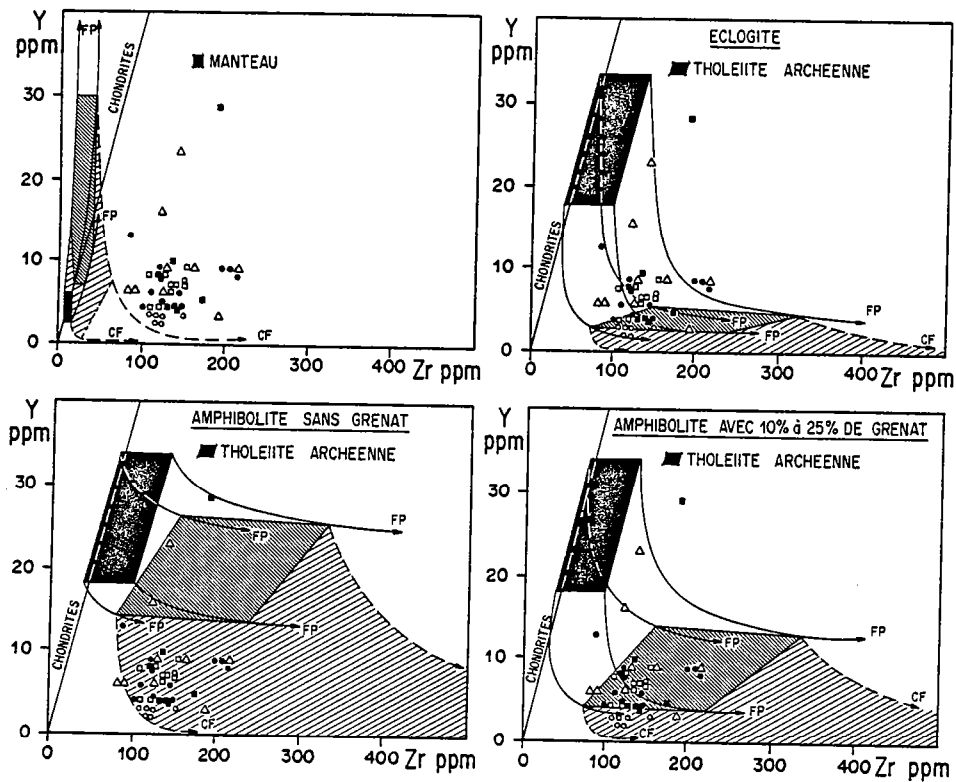 Y
ppm
FP
CHONDRITES
MANTEAU
30
20
10
0
FP
CF
CF
0
100
200
300
400
Zr ppm
Y
ppm
ECLOGITE
THOLEIITE ARCHEENNE
30
20
10
0
CHONDRITES
FP
FP
FP
CF
0
100
200
300
400
Zr ppm
Y
ppm
AMPHIBOLITE SANS GRENAT
THOLEIITE ARCHEENNE
30
20
10
0
CHONDRITES
FP
FP
FP
FP
CF
0
100
200
300
400
Zr ppm
Y
ppm
AMPHIBOLITE AVEC 10% à 25% DE GRENAT
THOLEIITE ARCHEENNE
30
20
10
0
CHONDRITES
FP
FP
FP
CF
CF
0
100
200
300
400
Zr ppm